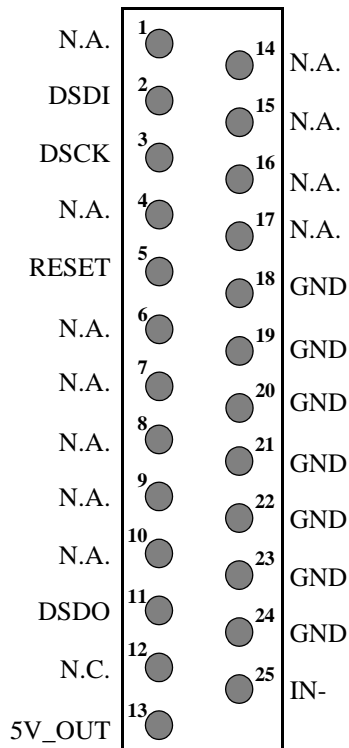 N.A. 1
14 N.A.
DSDI 2
15 N.A.
DSCK 3
16 N.A.
N.A. 4
17 N.A.
RESET 5
18 GND
N.A. 6
19 GND
N.A. 7
20 GND
N.A. 8
21 GND
N.A. 9
22 GND
N.A. 10
23 GND
DSDO 11
24 GND
N.C. 12
25 IN-
5V_OUT 13